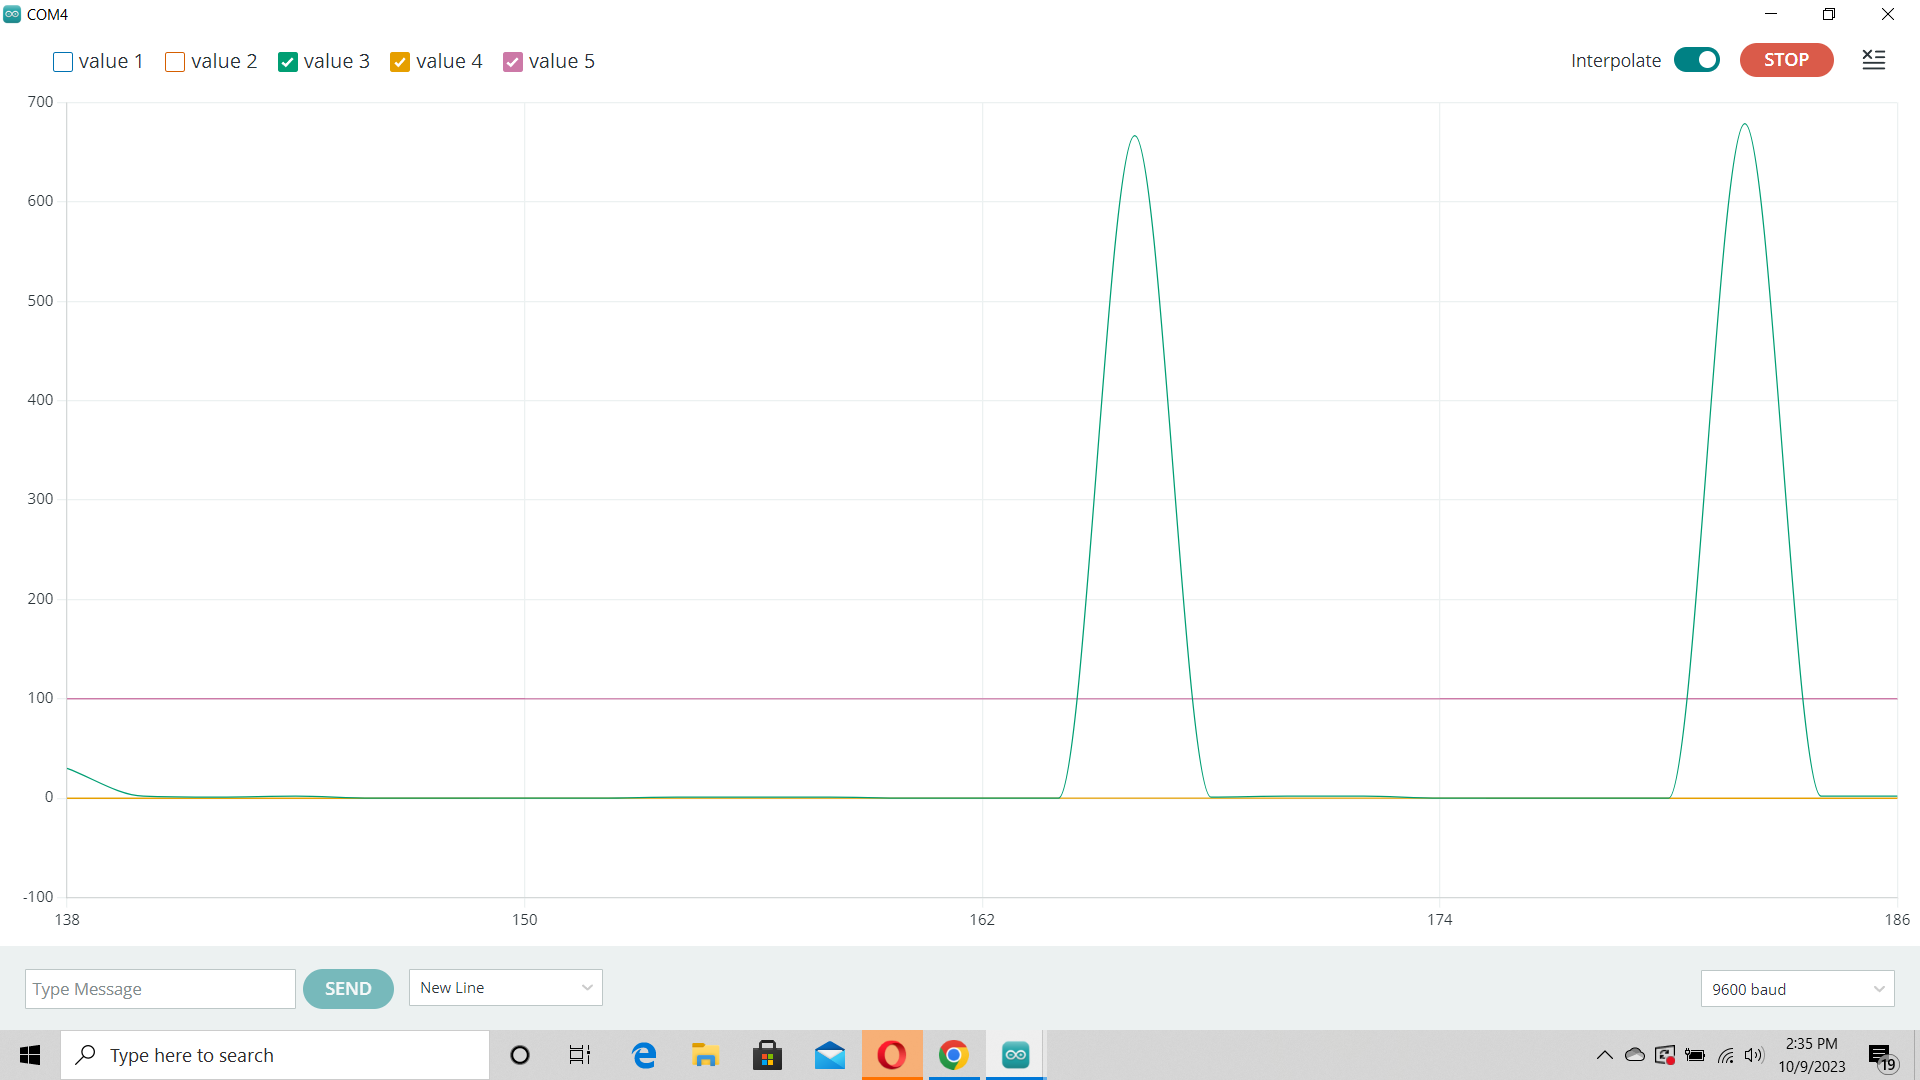 COM4
value 1 value 2 value 3 value 4 value 5 Interpolate STOP
700
600
500
400
300
200
100
0
-100
138 150 162 174 186
Type Message SEND New Line 9600 baud
Type here to search
2:35 PM
10/9/2023
19